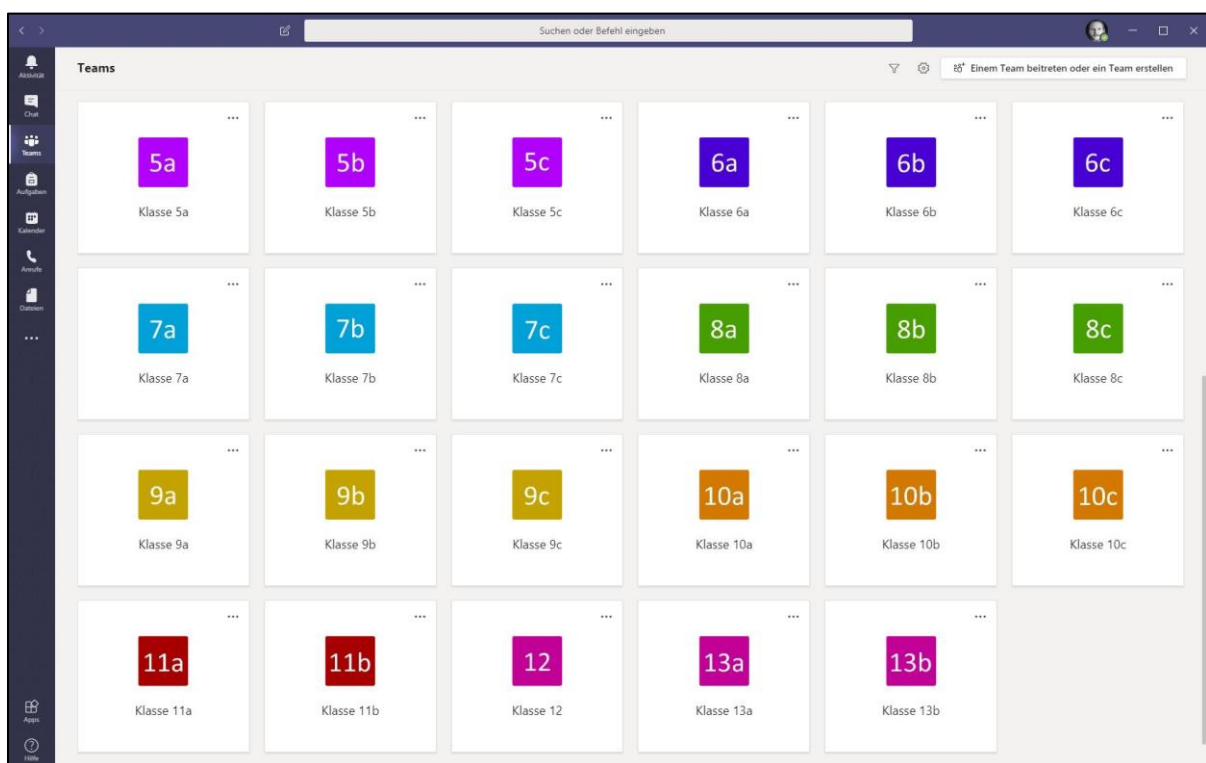 Suchen oder Befehl eingeben
Aktivität
Chat
Teams
Aufgaben
Kalender
Anrufe
Dateien
Apps
Hilfe
Teams
Einem Team beitreten oder ein Team erstellen
5a 5b 5c 6a 6b 6c
Klasse 5a Klasse 5b Klasse 5c Klasse 6a Klasse 6b Klasse 6c
7a 7b 7c 8a 8b 8c
Klasse 7a Klasse 7b Klasse 7c Klasse 8a Klasse 8b Klasse 8c
9a 9b 9c 10a 10b 10c
Klasse 9a Klasse 9b Klasse 9c Klasse 10a Klasse 10b Klasse 10c
11a 11b 12 13a 13b
Klasse 11a Klasse 11b Klasse 12 Klasse 13a Klasse 13b